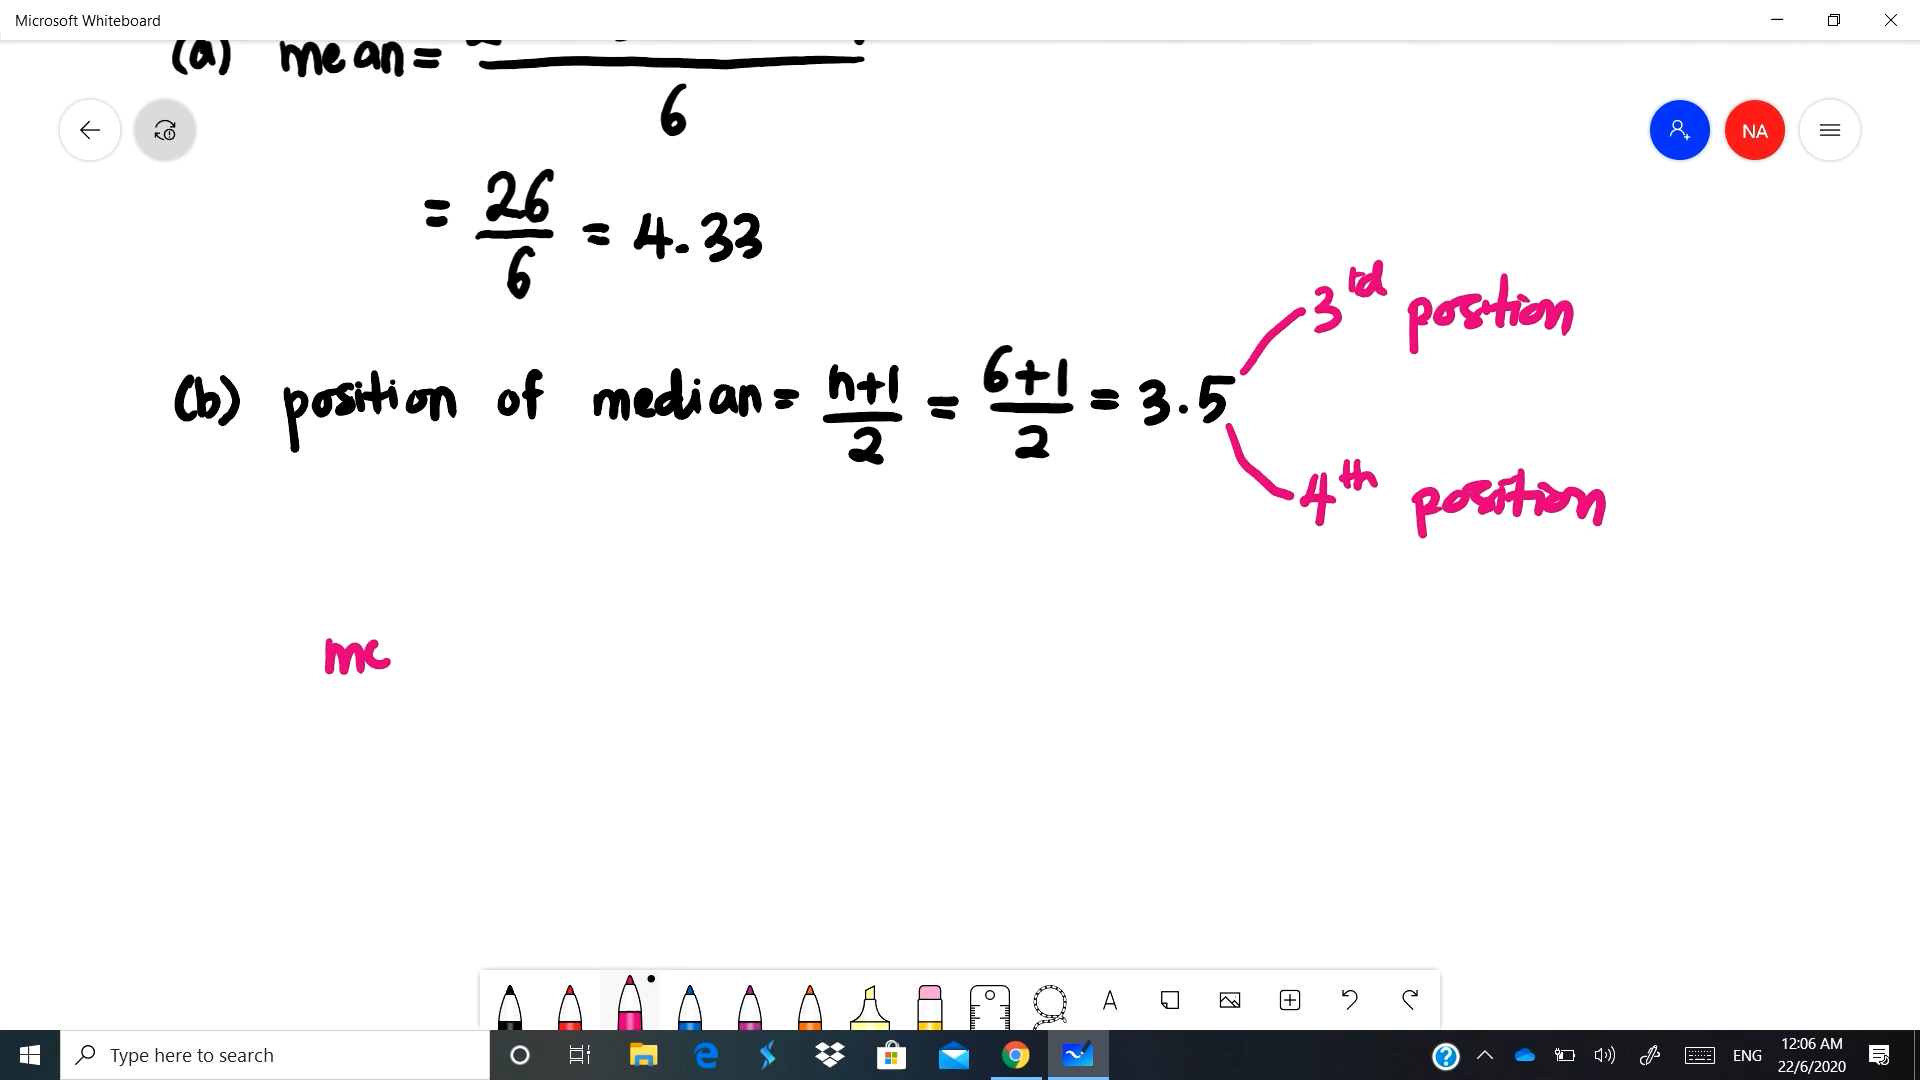 Microsoft Whiteboard
(a) mean =
6
NA
= 26/6 = 4.33
3rd position
(b) position of median = n+1/2 = 6+1/2 = 3.5
4th position
me
A
Type here to search
ENG
12:06 AM
22/6/2020